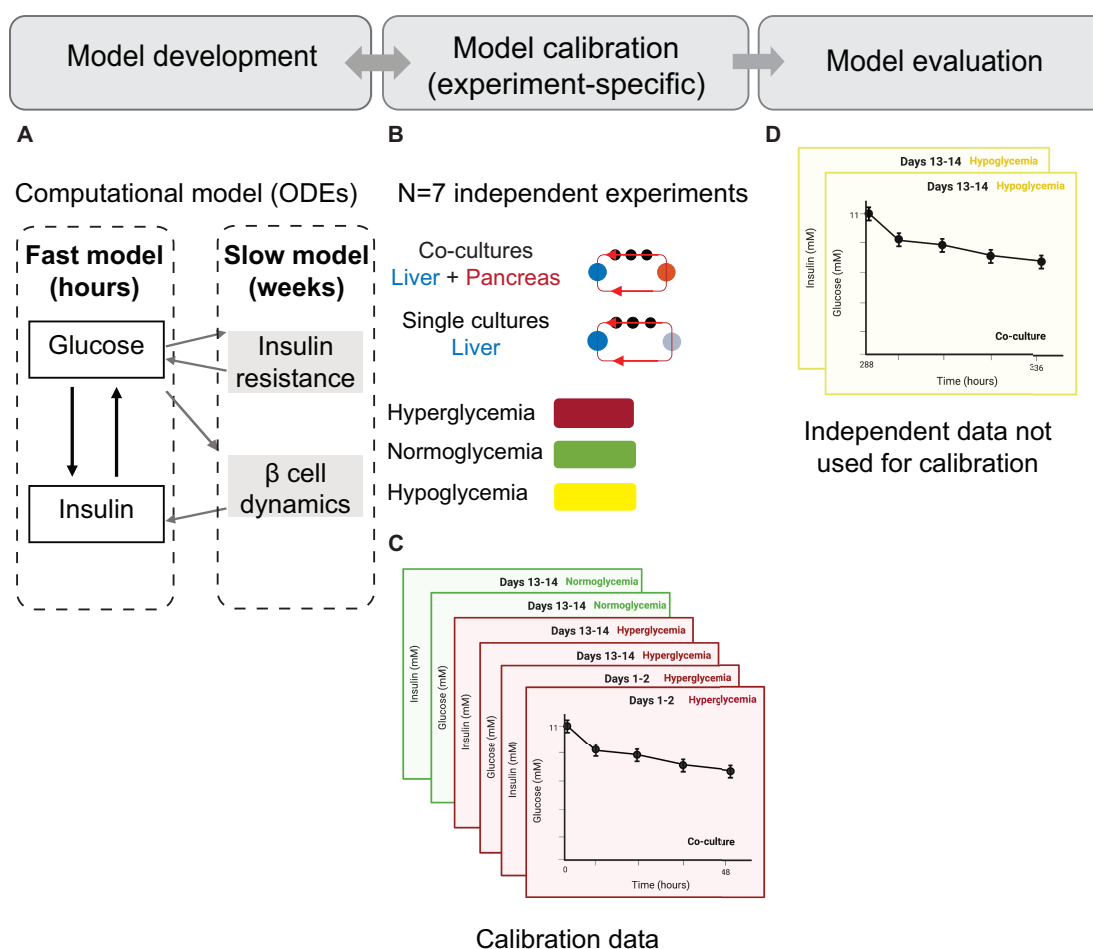 Model development
Model calibration
(experiment-specific)
Model evaluation
A
Computational model (ODEs)
Fast model
(hours)
Slow model
(weeks)
Glucose
Insulin
resistance
Insulin
β cell
dynamics
B
N=7 independent experiments
Co-cultures
Liver + Pancreas
Single cultures
Liver
Hyperglycemia
Normoglycemia
Hypoglycemia
C
Days 13-14 Normoglycemia
Insulin (mM)
Days 13-14 Normoglycemia
Glucose (mM)
Days 13-14 Hyperglycemia
Insulin (mM)
Days 13-14 Hyperglycemia
Glucose (mM)
Days 1-2 Hyperglycemia
Insulin (mM)
Days 1-2 Hyperglycemia
Glucose (mM)
11
Co-culture
0
48
Time (hours)
Calibration data
D
Days 13-14 Hypoglycemia
Insulin (mM)
Days 13-14 Hypoglycemia
Glucose (mM)
11
Co-culture
288
336
Time (hours)
Independent data not
used for calibration